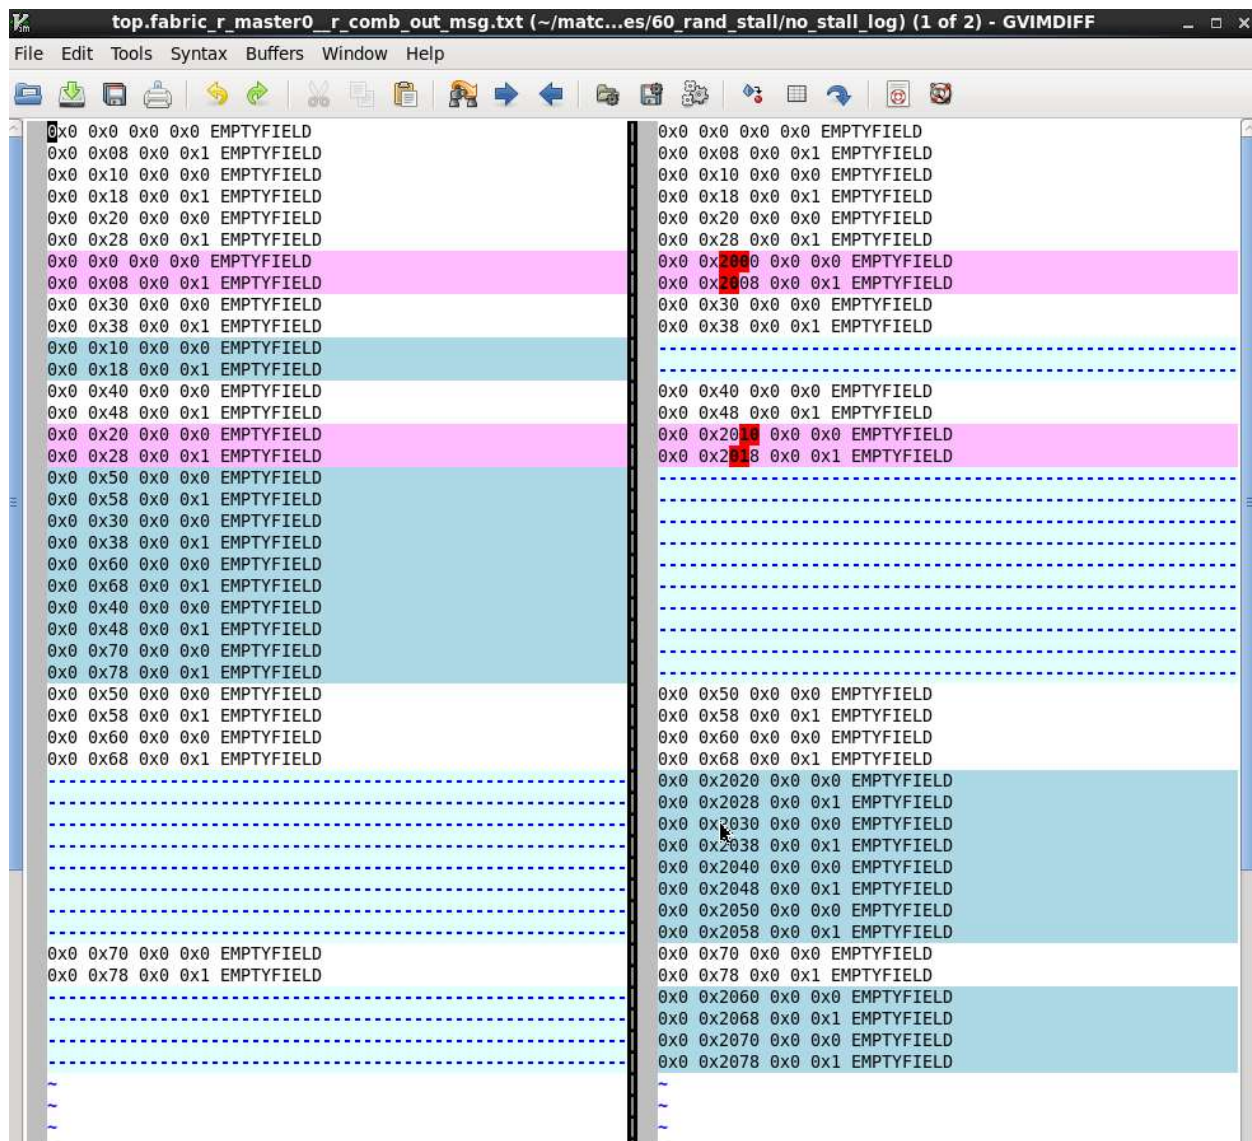 top.fabric_r_master0__r_comb_out_msg.txt (~/matc...es/60_rand_stall/no_stall_log) (1 of 2) - GVIMDIFF
File Edit Tools Syntax Buffers Window Help
0x0 0x0 0x0 0x0 EMPTYFIELD
0x0 0x08 0x0 0x1 EMPTYFIELD
0x0 0x10 0x0 0x0 EMPTYFIELD
0x0 0x18 0x0 0x1 EMPTYFIELD
0x0 0x20 0x0 0x0 EMPTYFIELD
0x0 0x28 0x0 0x1 EMPTYFIELD
0x0 0x0 0x0 0x0 EMPTYFIELD
0x0 0x08 0x0 0x1 EMPTYFIELD
0x0 0x30 0x0 0x0 EMPTYFIELD
0x0 0x38 0x0 0x1 EMPTYFIELD
0x0 0x10 0x0 0x0 EMPTYFIELD
0x0 0x18 0x0 0x1 EMPTYFIELD
0x0 0x40 0x0 0x0 EMPTYFIELD
0x0 0x48 0x0 0x1 EMPTYFIELD
0x0 0x20 0x0 0x0 EMPTYFIELD
0x0 0x28 0x0 0x1 EMPTYFIELD
0x0 0x50 0x0 0x0 EMPTYFIELD
0x0 0x58 0x0 0x1 EMPTYFIELD
0x0 0x30 0x0 0x0 EMPTYFIELD
0x0 0x38 0x0 0x1 EMPTYFIELD
0x0 0x60 0x0 0x0 EMPTYFIELD
0x0 0x68 0x0 0x1 EMPTYFIELD
0x0 0x40 0x0 0x0 EMPTYFIELD
0x0 0x48 0x0 0x1 EMPTYFIELD
0x0 0x70 0x0 0x0 EMPTYFIELD
0x0 0x78 0x0 0x1 EMPTYFIELD
0x0 0x50 0x0 0x0 EMPTYFIELD
0x0 0x58 0x0 0x1 EMPTYFIELD
0x0 0x60 0x0 0x0 EMPTYFIELD
0x0 0x68 0x0 0x1 EMPTYFIELD
0x0 0x70 0x0 0x0 EMPTYFIELD
0x0 0x78 0x0 0x1 EMPTYFIELD
~
~
~
0x0 0x0 0x0 0x0 EMPTYFIELD
0x0 0x08 0x0 0x1 EMPTYFIELD
0x0 0x10 0x0 0x0 EMPTYFIELD
0x0 0x18 0x0 0x1 EMPTYFIELD
0x0 0x20 0x0 0x0 EMPTYFIELD
0x0 0x28 0x0 0x1 EMPTYFIELD
0x0 0x2000 0x0 0x0 EMPTYFIELD
0x0 0x2008 0x0 0x1 EMPTYFIELD
0x0 0x30 0x0 0x0 EMPTYFIELD
0x0 0x38 0x0 0x1 EMPTYFIELD
0x0 0x40 0x0 0x0 EMPTYFIELD
0x0 0x48 0x0 0x1 EMPTYFIELD
0x0 0x2010 0x0 0x0 EMPTYFIELD
0x0 0x2018 0x0 0x1 EMPTYFIELD
0x0 0x50 0x0 0x0 EMPTYFIELD
0x0 0x58 0x0 0x1 EMPTYFIELD
0x0 0x60 0x0 0x0 EMPTYFIELD
0x0 0x68 0x0 0x1 EMPTYFIELD
0x0 0x2020 0x0 0x0 EMPTYFIELD
0x0 0x2028 0x0 0x1 EMPTYFIELD
0x0 0x2030 0x0 0x0 EMPTYFIELD
0x0 0x2038 0x0 0x1 EMPTYFIELD
0x0 0x2040 0x0 0x0 EMPTYFIELD
0x0 0x2048 0x0 0x1 EMPTYFIELD
0x0 0x2050 0x0 0x0 EMPTYFIELD
0x0 0x2058 0x0 0x1 EMPTYFIELD
0x0 0x70 0x0 0x0 EMPTYFIELD
0x0 0x78 0x0 0x1 EMPTYFIELD
0x0 0x2060 0x0 0x0 EMPTYFIELD
0x0 0x2068 0x0 0x1 EMPTYFIELD
0x0 0x2070 0x0 0x0 EMPTYFIELD
0x0 0x2078 0x0 0x1 EMPTYFIELD
~
~
~